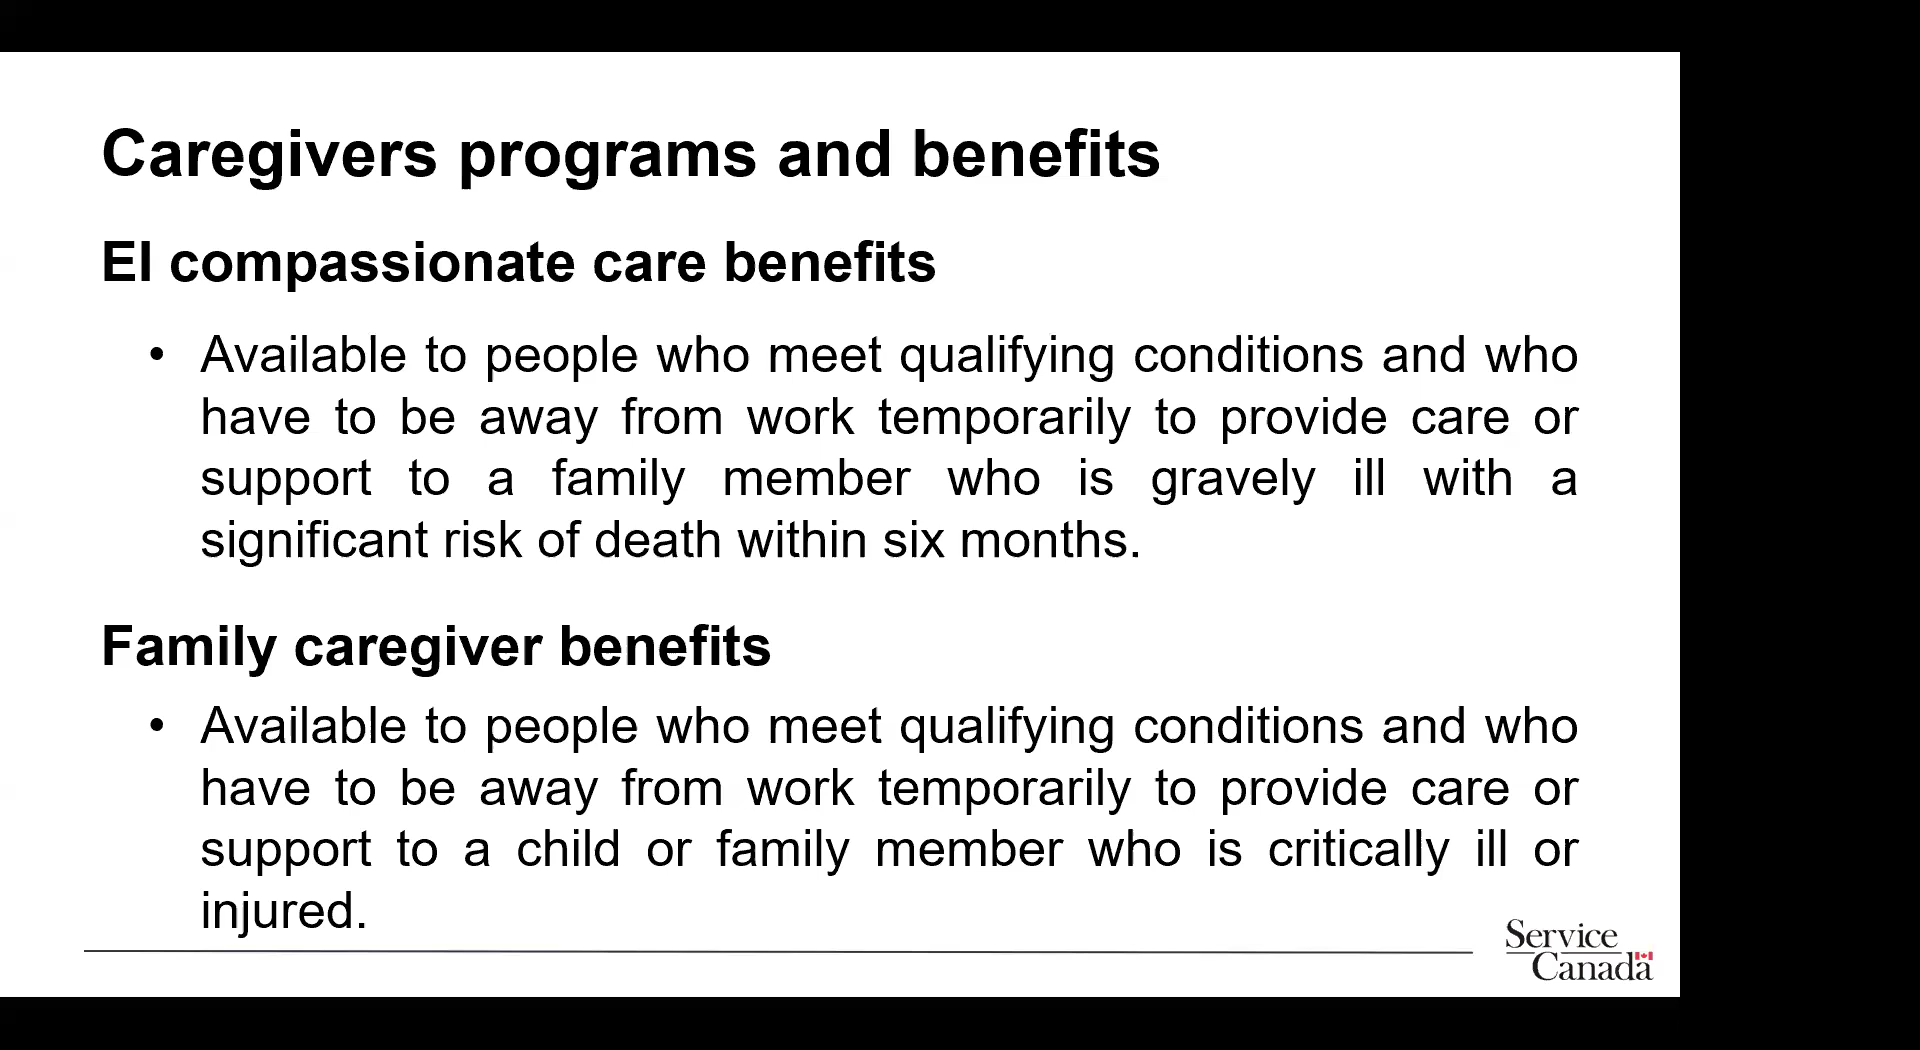 Caregivers programs and benefits
EI compassionate care benefits
• Available to people who meet qualifying conditions and who
have to be away from work temporarily to provide care or
support to a family member who is gravely ill with a
significant risk of death within six months.
Family caregiver benefits
• Available to people who meet qualifying conditions and who
have to be away from work temporarily to provide care or
support to a child or family member who is critically ill or
injured.
Service
Canada